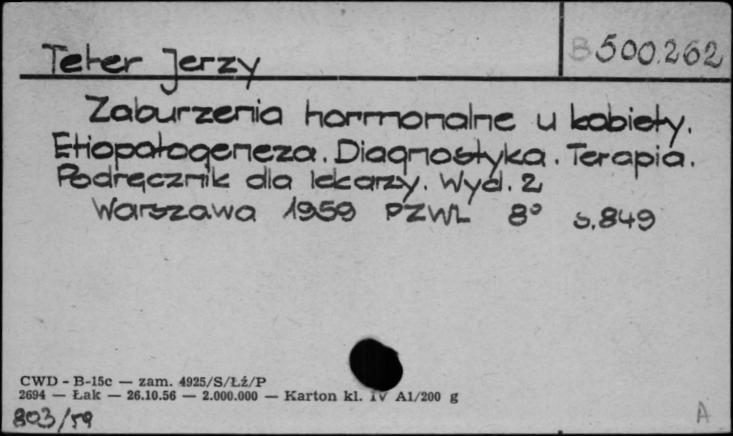 Teter Jerzy
B 500.262
Zaburzenia hormonalne u kobiety.
Etiopatogeneza. Diagnostyka. Terapia.
Podręcznik dla lekarzy. Wyd. 2
Warszawa 1959 PZWL 8° s. 849
CWD - B-15c — zam. 4925/S/Łź/P
2694 — Łak — 26.10.56 — 2.000.000 — Karton kl. IV A1/200 g
803/59
A